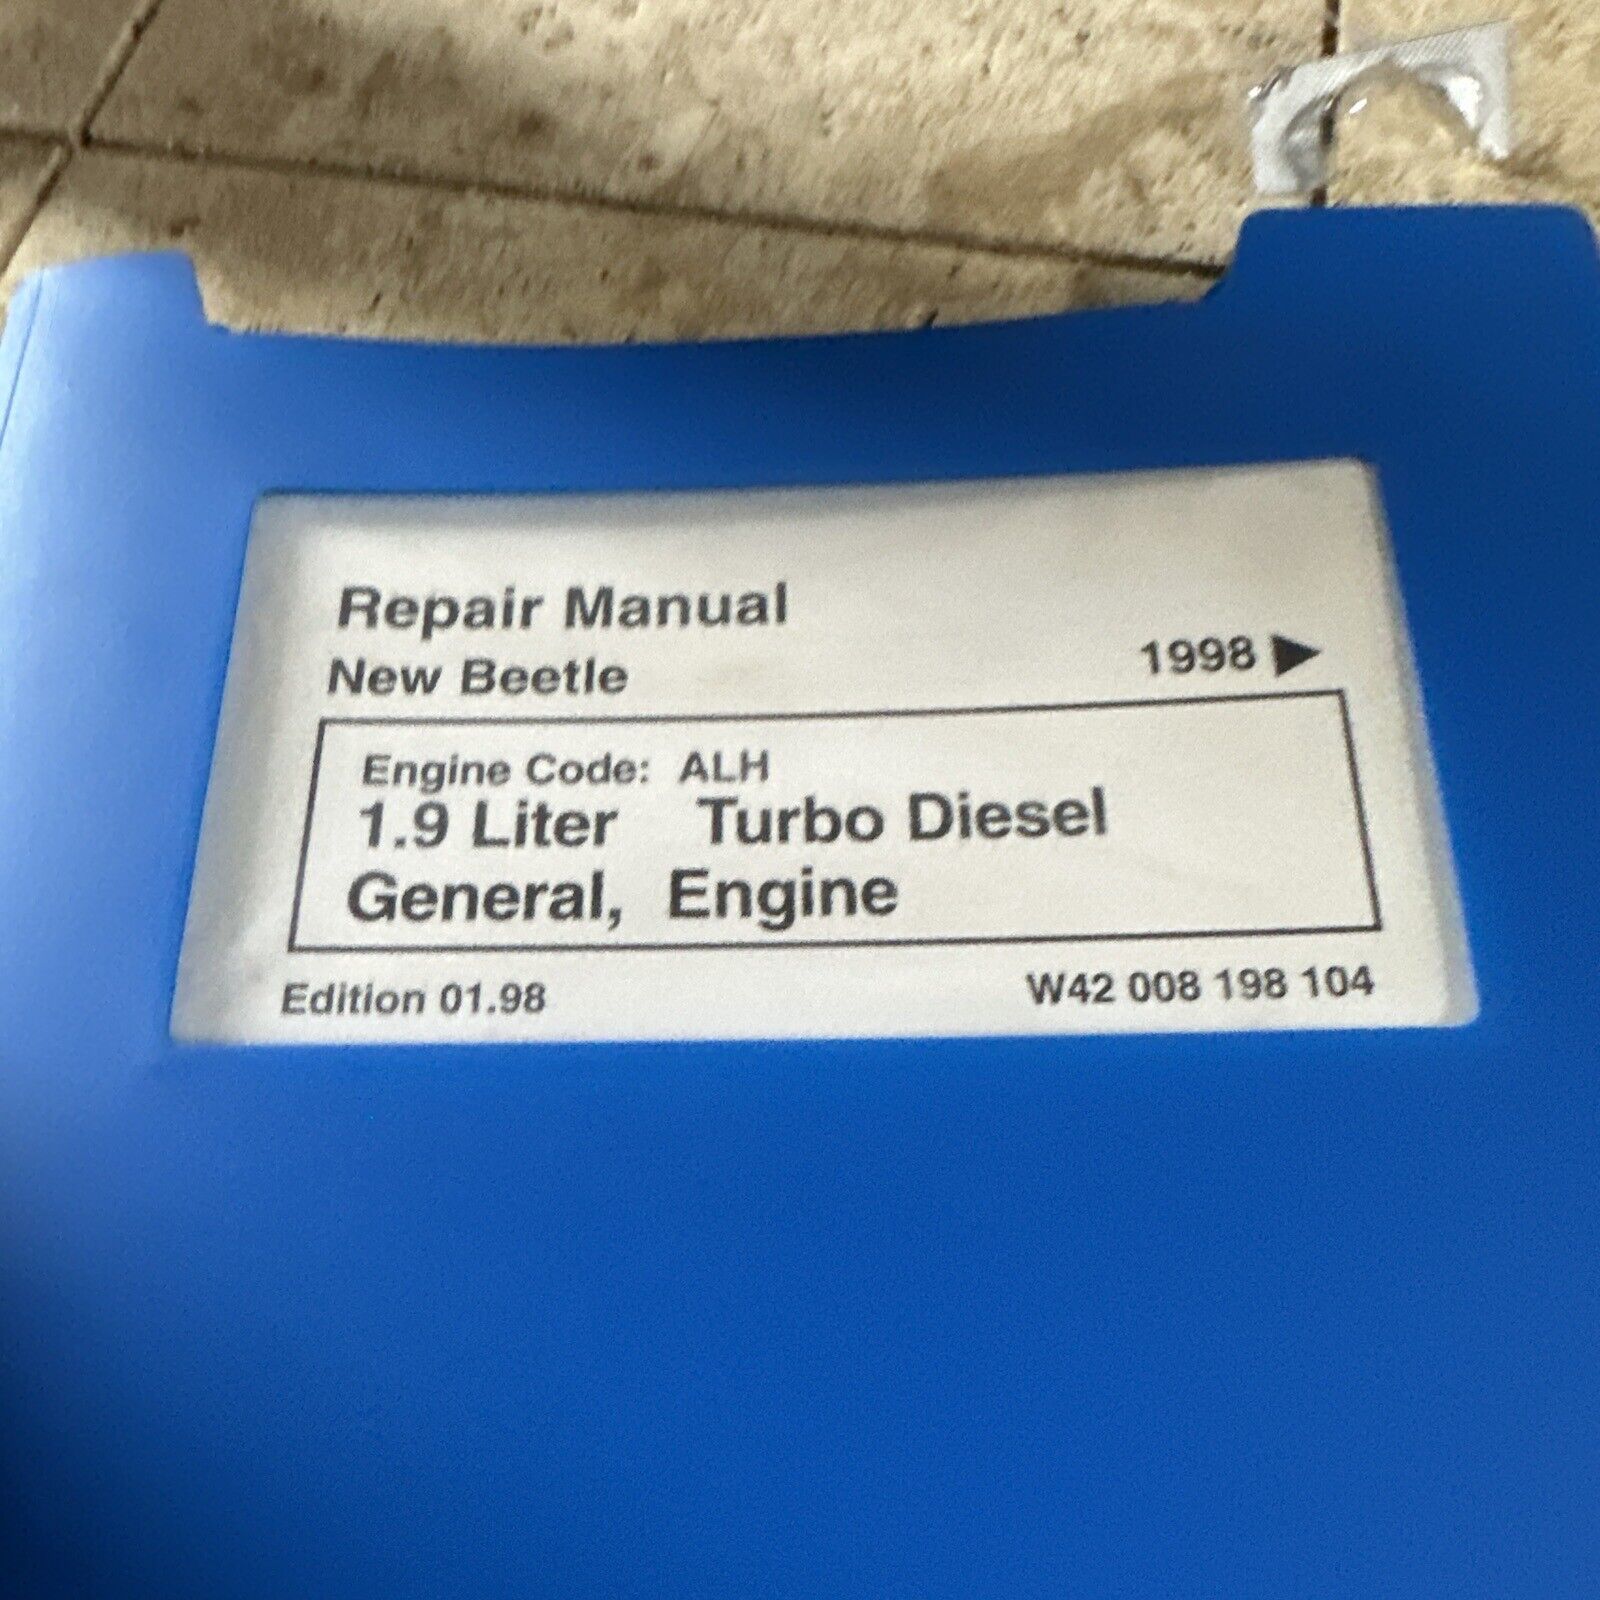 Repair Manual
New Beetle 1998 ▶
Engine Code: ALH
1.9 Liter Turbo Diesel
General, Engine
Edition 01.98 W42 008 198 104